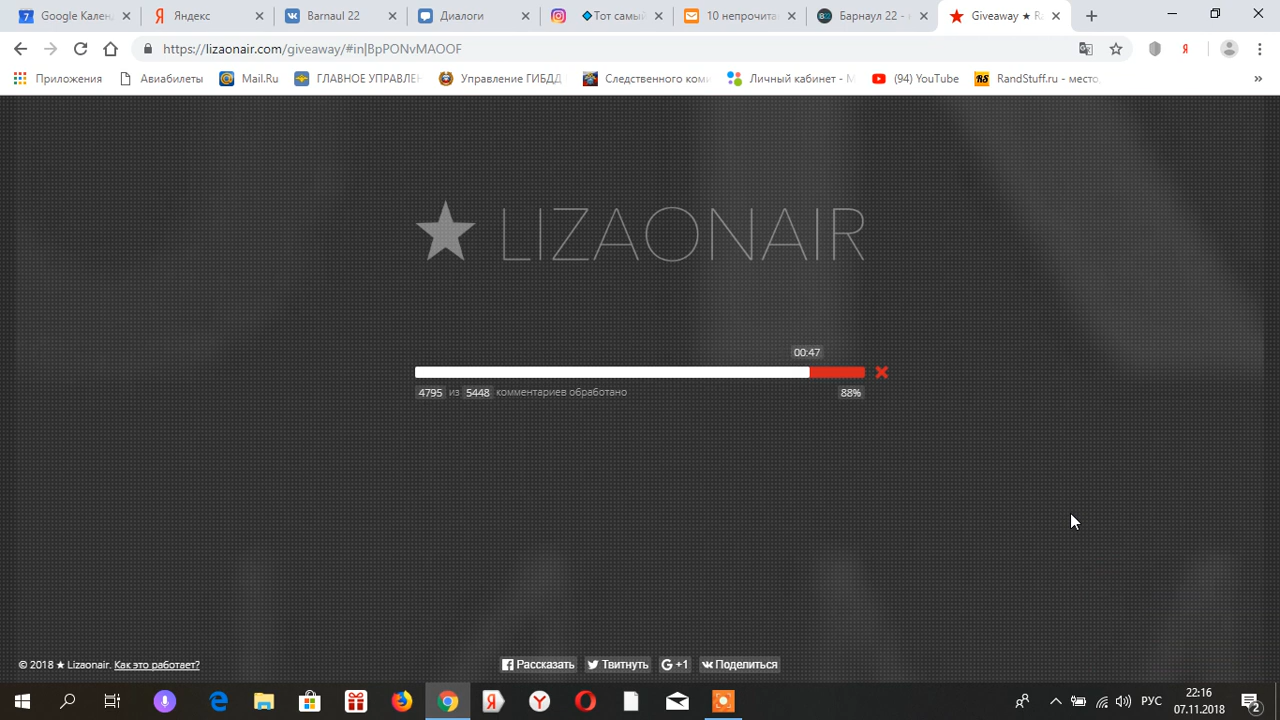 Google Кален
Яндекс
Barnaul 22
Диалоги
Тот самый
10 непрочита
Барнаул 22 - к
Giveaway ★ Ra
https://lizaonair.com/giveaway/#in|BpPONvMAOOF
Приложения
Авиабилеты
Mail.Ru
ГЛАВНОЕ УПРАВЛЕН
Управление ГИБДД
Следственного коми
Личный кабинет - М
(94) YouTube
RandStuff.ru - место
★ LIZAONAIR
00:47
4795 из 5448 комментариев обработано
88%
© 2018 ★ Lizaonair. Как это работает?
Рассказать
Твитнуть
G +1
Поделиться
РУС
22:16
07.11.2018
2